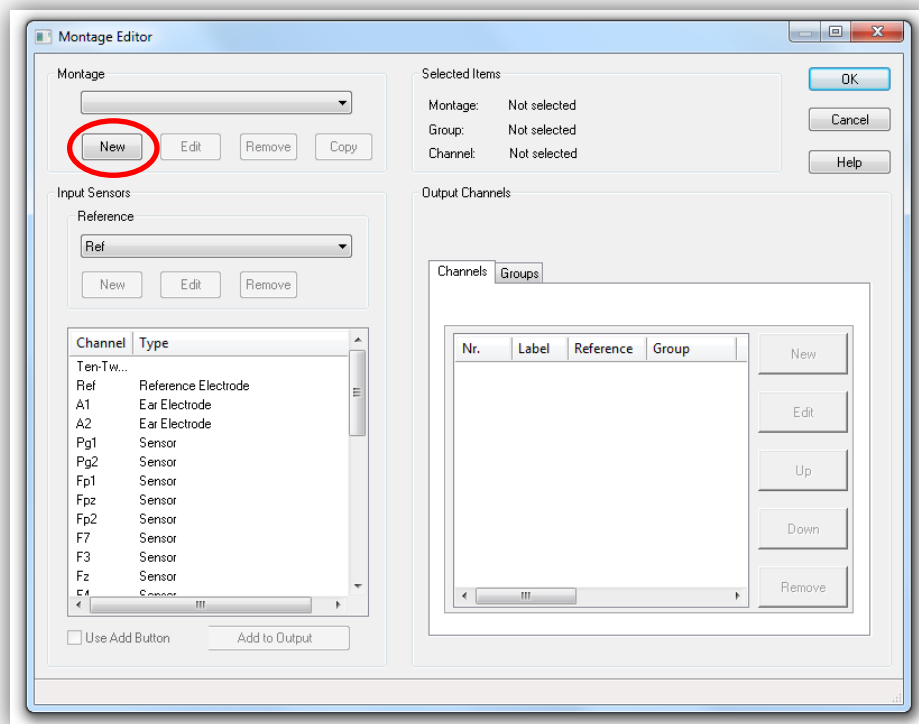 Montage Editor
Montage
New Edit Remove Copy
Selected Items
Montage: Not selected
Group: Not selected
Channel: Not selected
OK
Cancel
Help
Input Sensors
Reference
Ref
New Edit Remove
Channel Type
Ten-Tw...
Ref Reference Electrode
A1 Ear Electrode
A2 Ear Electrode
Pg1 Sensor
Pg2 Sensor
Fp1 Sensor
Fpz Sensor
Fp2 Sensor
F7 Sensor
F3 Sensor
Fz Sensor
F4 Sensor
Use Add Button Add to Output
Output Channels
Channels Groups
Nr. Label Reference Group
New
Edit
Up
Down
Remove